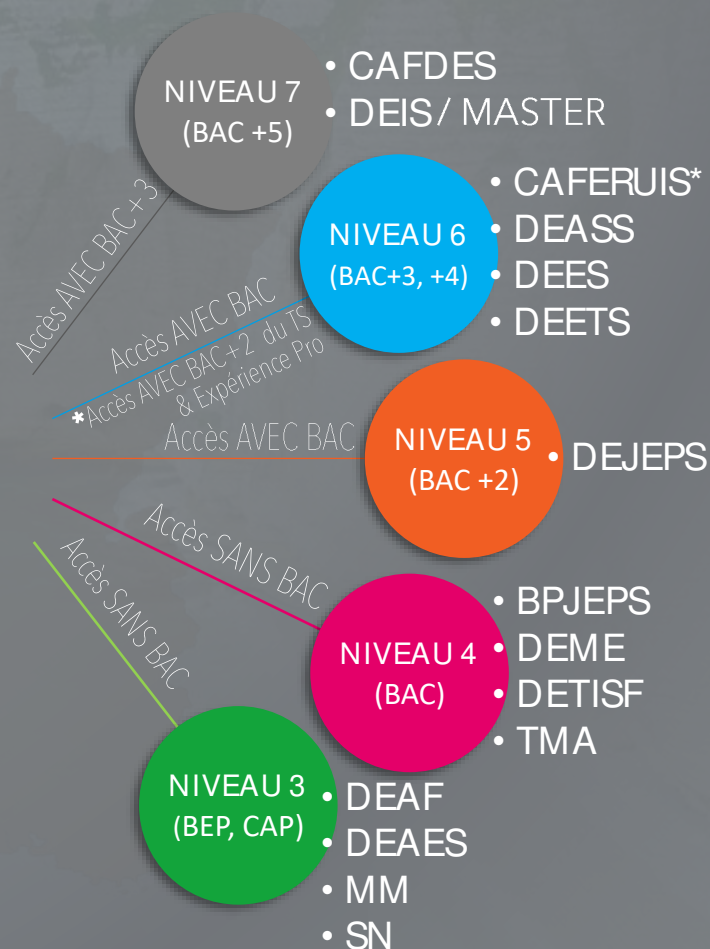 NIVEAU 7
(BAC +5)
• CAFDES
• DEIS / MASTER
Accès AVEC BAC+3
NIVEAU 6
(BAC+3, +4)
• CAFERUIS*
• DEASS
• DEES
• DEETS
Accès AVEC BAC
*Accès AVEC BAC+2 du TS
& Expérience Pro
Accès AVEC BAC
NIVEAU 5
(BAC +2)
• DEJEPS
Accès SANS BAC
NIVEAU 4
(BAC)
• BPJEPS
• DEME
• DETISF
• TMA
Accès SANS BAC
NIVEAU 3
(BEP, CAP)
• DEAF
• DEAES
• MM
• SN